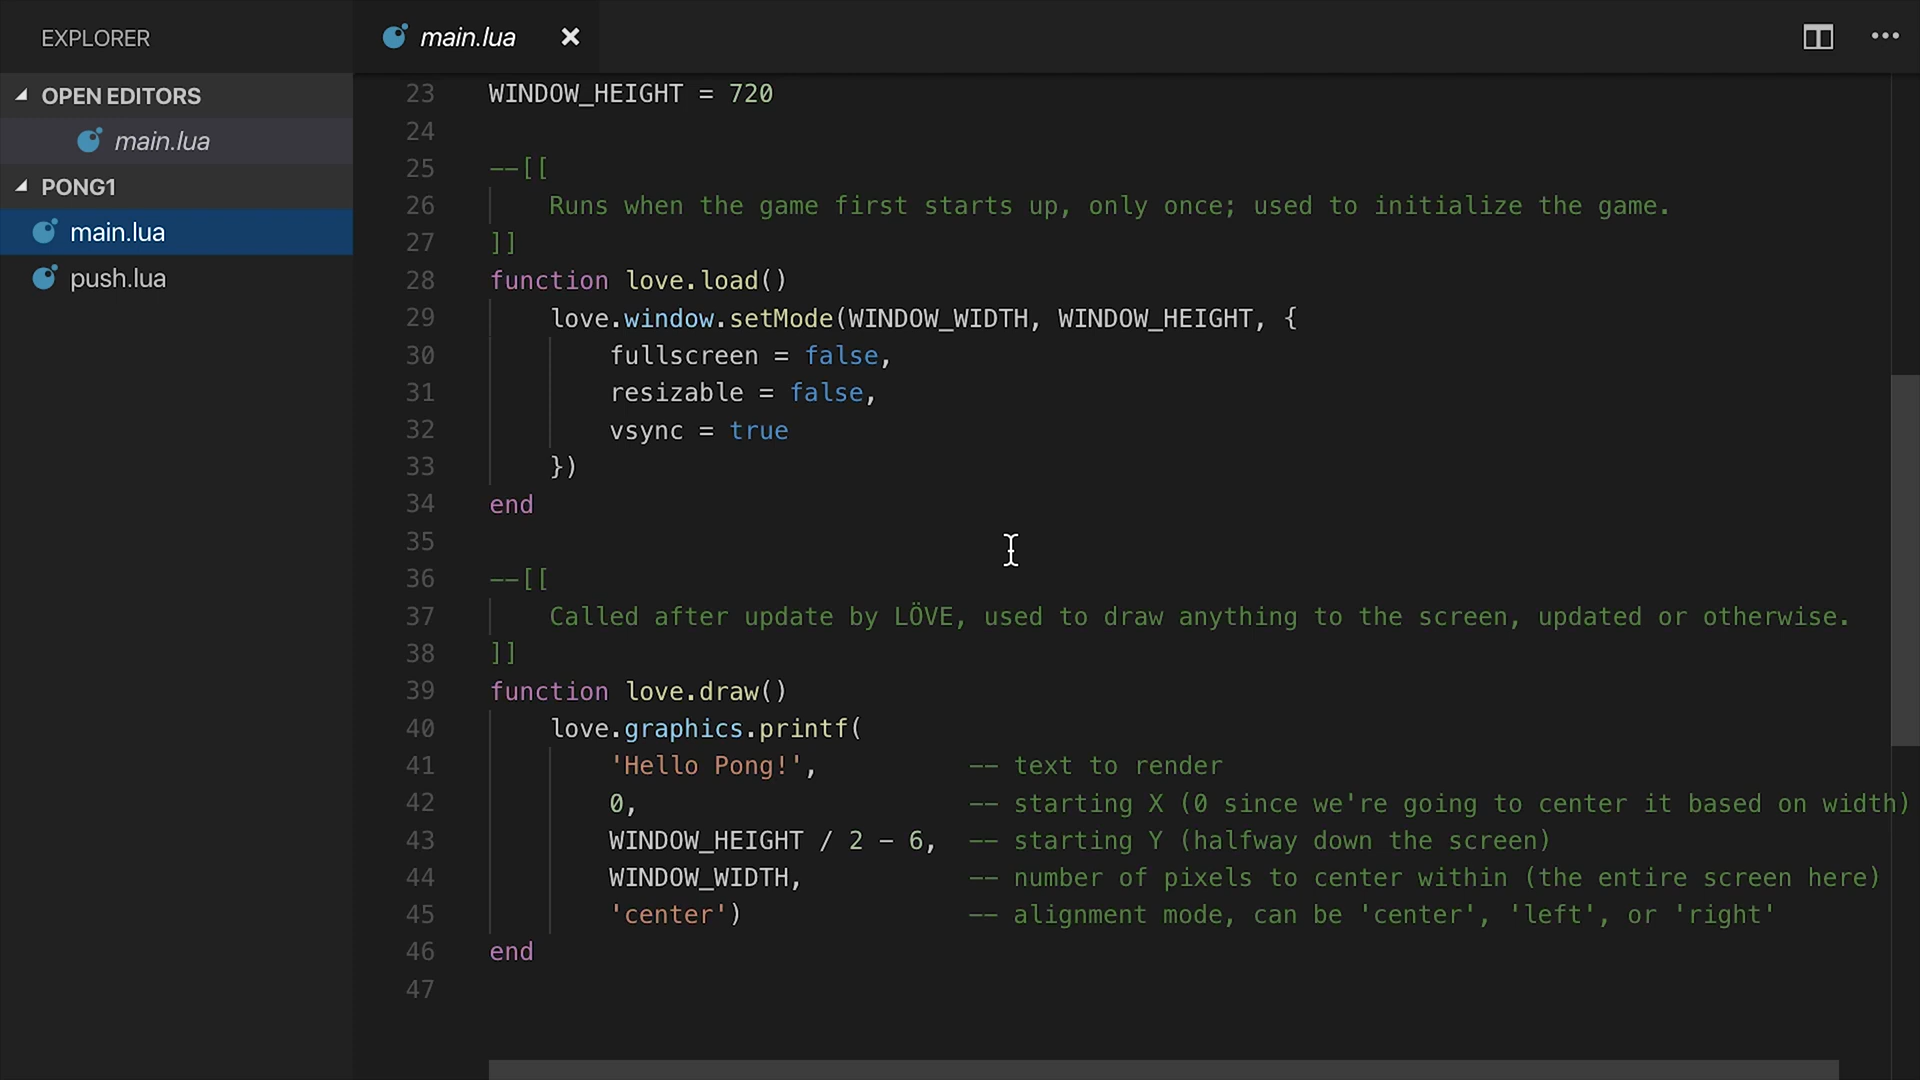 EXPLORER
OPEN EDITORS
main.lua
PONG1
main.lua
push.lua
main.lua
23 WINDOW_HEIGHT = 720
24
25 --[[
26     Runs when the game first starts up, only once; used to initialize the game.
27 ]]
28 function love.load()
29     love.window.setMode(WINDOW_WIDTH, WINDOW_HEIGHT, {
30         fullscreen = false,
31         resizable = false,
32         vsync = true
33     })
34 end
35
36 --[[
37     Called after update by LÖVE, used to draw anything to the screen, updated or otherwise.
38 ]]
39 function love.draw()
40     love.graphics.printf(
41         'Hello Pong!',          -- text to render
42         0,                      -- starting X (0 since we're going to center it based on width)
43         WINDOW_HEIGHT / 2 - 6,  -- starting Y (halfway down the screen)
44         WINDOW_WIDTH,           -- number of pixels to center within (the entire screen here)
45         'center')               -- alignment mode, can be 'center', 'left', or 'right'
46 end
47